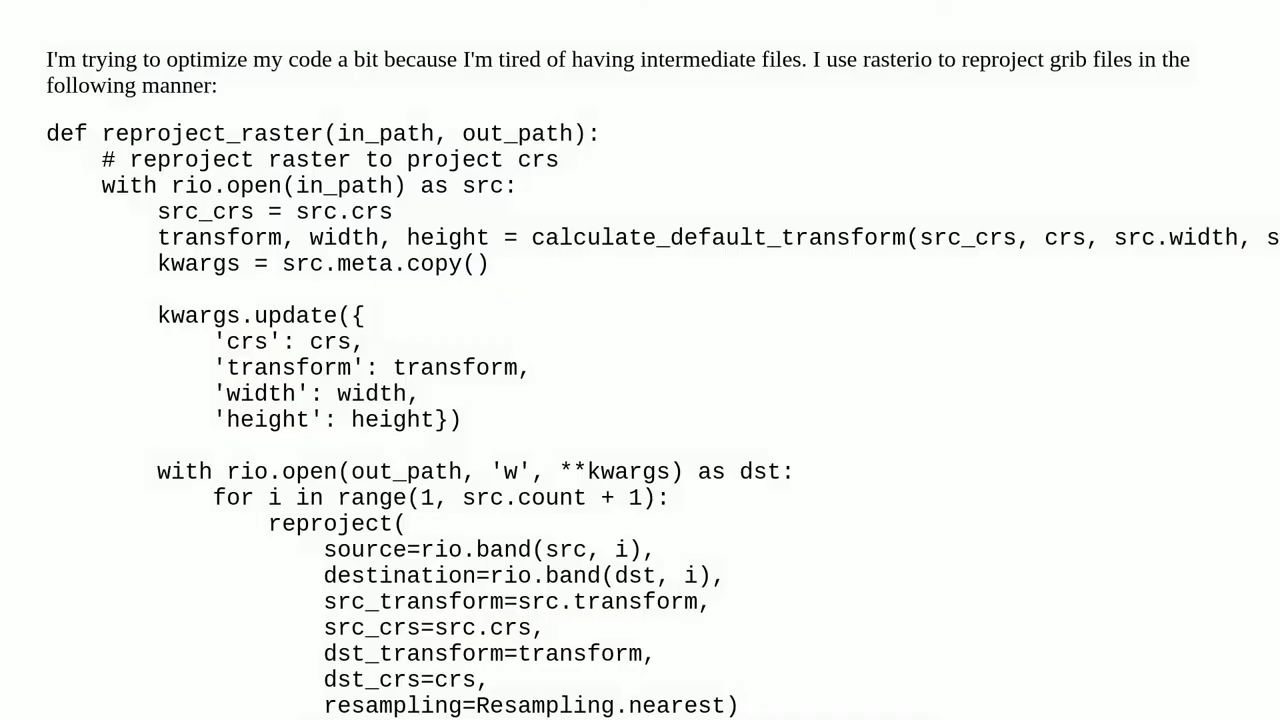 I'm trying to optimize my code a bit because I'm tired of having intermediate files. I use rasterio to reproject grib files in the
following manner:
def reproject_raster(in_path, out_path):
    # reproject raster to project crs
    with rio.open(in_path) as src:
        src_crs = src.crs
        transform, width, height = calculate_default_transform(src_crs, crs, src.width, s
        kwargs = src.meta.copy()

        kwargs.update({
            'crs': crs,
            'transform': transform,
            'width': width,
            'height': height})

        with rio.open(out_path, 'w', **kwargs) as dst:
            for i in range(1, src.count + 1):
                reproject(
                    source=rio.band(src, i),
                    destination=rio.band(dst, i),
                    src_transform=src.transform,
                    src_crs=src.crs,
                    dst_transform=transform,
                    dst_crs=crs,
                    resampling=Resampling.nearest)